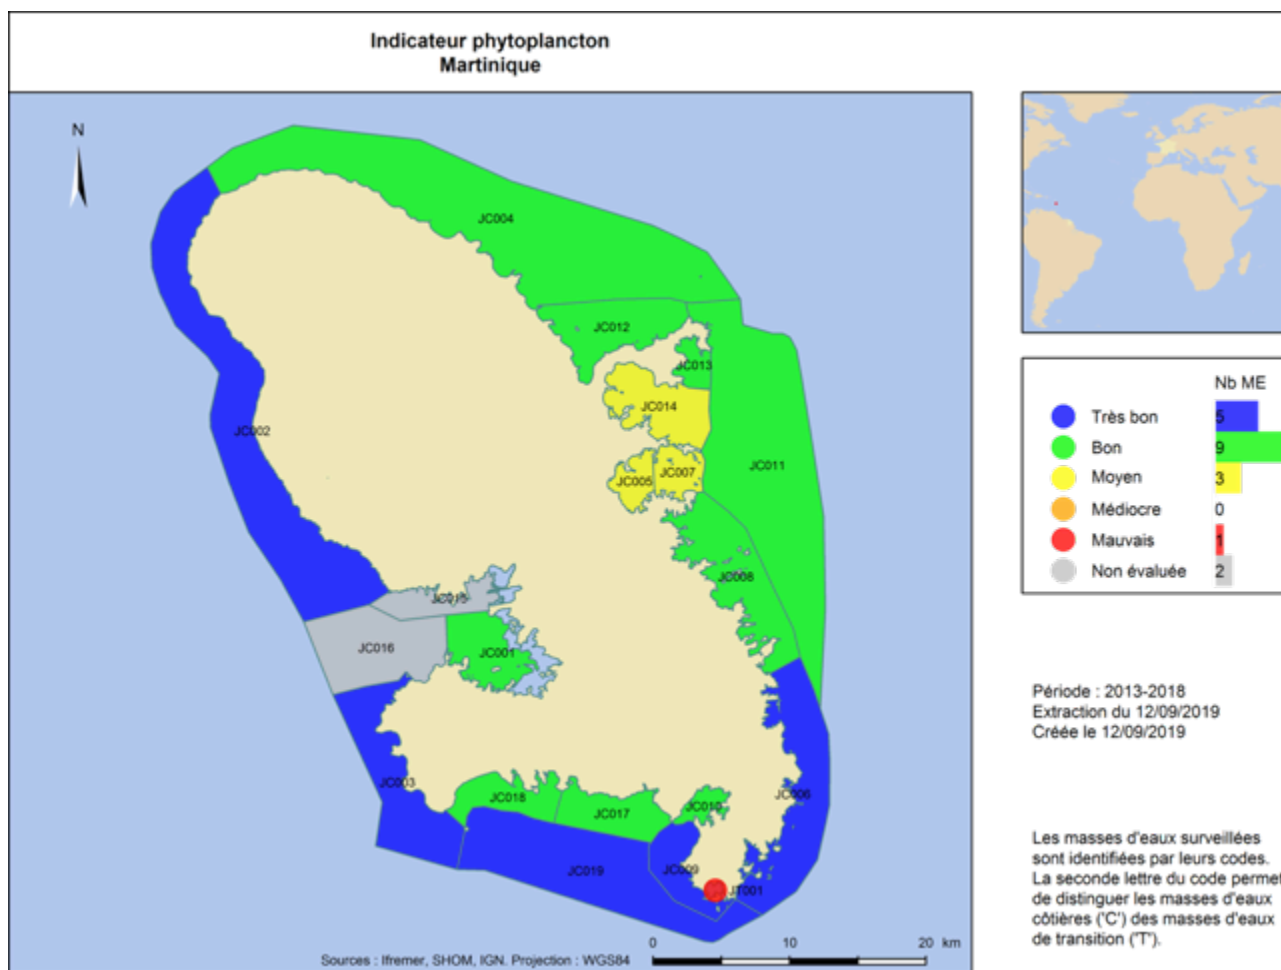 Indicateur phytoplancton
Martinique
N
JC004
JC012
JC013
JC014
JC002
JC011
JC005
JC007
JC008
JC015
JC016
JC001
JC003
JC006
JC018
JC017
JC010
JC019
JC009
JT001
0 10 20 km
Sources : Ifremer, SHOM, IGN. Projection : WGS84
Nb ME
Très bon 5
Bon 9
Moyen 3
Médiocre 0
Mauvais 1
Non évaluée 2
Période : 2013-2018
Extraction du 12/09/2019
Créée le 12/09/2019
Les masses d'eaux surveillées
sont identifiées par leurs codes.
La seconde lettre du code permet
de distinguer les masses d'eaux
côtières ('C') des masses d'eaux
de transition ('T').